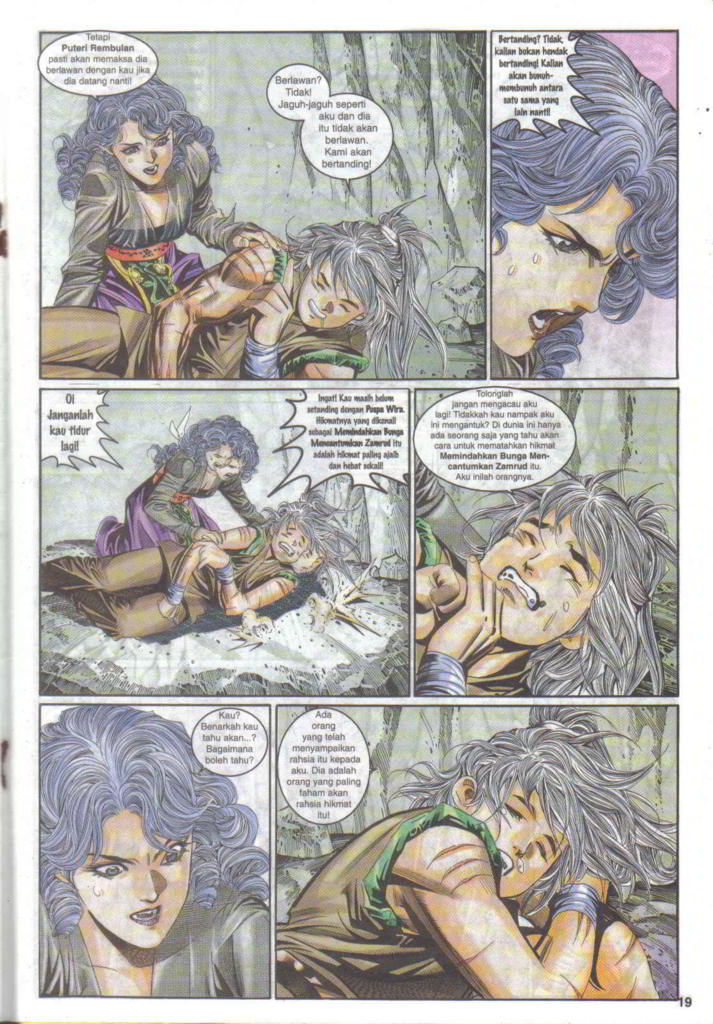 Tetapi
Puteri Rembulan
pasti akan memaksa dia
berlawan dengan kau jika
dia datang nanti!
Berlawan?
Tidak!
Jaguh-jaguh seperti
aku dan dia
itu tidak akan
berlawan.
Kami akan
bertanding!
Bertanding? Tidak,
kalian bukan hendak
bertanding! Kalian
akan bunuh-
membunuh antara
satu sama yang
lain nanti!!
Oi
Janganlah
kau tidur
lagi!
Ingat! Kau masih belum
setanding dengan Puspa Wira.
Hikmatnya yang dikenali
sebagai Memindahkan Bunga
Mencantumkan Zamrud itu
adalah hikmat paling ajaib
dan hebat sekali!
Tolonglah
jangan mengacau aku
lagi! Tidakkah kau nampak aku
ini mengantuk? Di dunia ini hanya
ada seorang saja yang tahu akan
cara untuk mematahkan hikmat
Memindahkan Bunga Men-
cantumkan Zamrud itu.
Aku inilah orangnya.
Kau?
Benarkah kau
tahu akan...?
Bagaimana
boleh tahu?
Ada
orang
yang telah
menyampaikan
rahsia itu kepada
aku. Dia adalah
orang yang paling
faham akan
rahsia hikmat
itu!
19